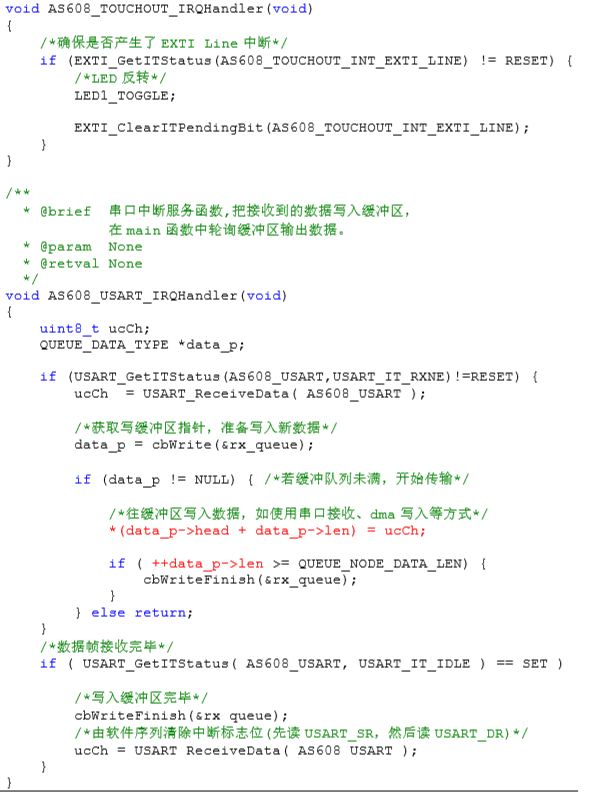 void AS608_TOUCHOUT_IRQHandler(void)
{
/*确保是否产生了 EXTI Line 中断*/
if (EXTI_GetITStatus(AS608_TOUCHOUT_INT_EXTI_LINE) != RESET) {
/*LED 反转*/
LED1_TOGGLE;
EXTI_ClearITPendingBit(AS608_TOUCHOUT_INT_EXTI_LINE);
}
}
/**
* @brief  串口中断服务函数,把接收到的数据写入缓冲区,
在 main 函数中轮询缓冲区输出数据。
* @param  None
* @retval None
*/
void AS608_USART_IRQHandler(void)
{
uint8_t ucCh;
QUEUE_DATA_TYPE *data_p;
if (USART_GetITStatus(AS608_USART,USART_IT_RXNE)!=RESET) {
ucCh  = USART_ReceiveData( AS608_USART );
/*获取写缓冲区指针，准备写入新数据*/
data_p = cbWrite(&rx_queue);
if (data_p != NULL) { /*若缓冲队列未满，开始传输*/
/*往缓冲区写入数据，如使用串口接收、dma 写入等方式*/
*(data_p->head + data_p->len) = ucCh;
if ( ++data_p->len >= QUEUE_NODE_DATA_LEN) {
cbWriteFinish(&rx_queue);
}
} else return;
}
/*数据帧接收完毕*/
if ( USART_GetITStatus( AS608_USART, USART_IT_IDLE ) == SET )
/*写入缓冲区完毕*/
cbWriteFinish(&rx queue);
/*由软件序列清除中断标志位(先读 USART_SR，然后读 USART_DR)*/
ucCh = USART ReceiveData( AS608 USART );
}
}